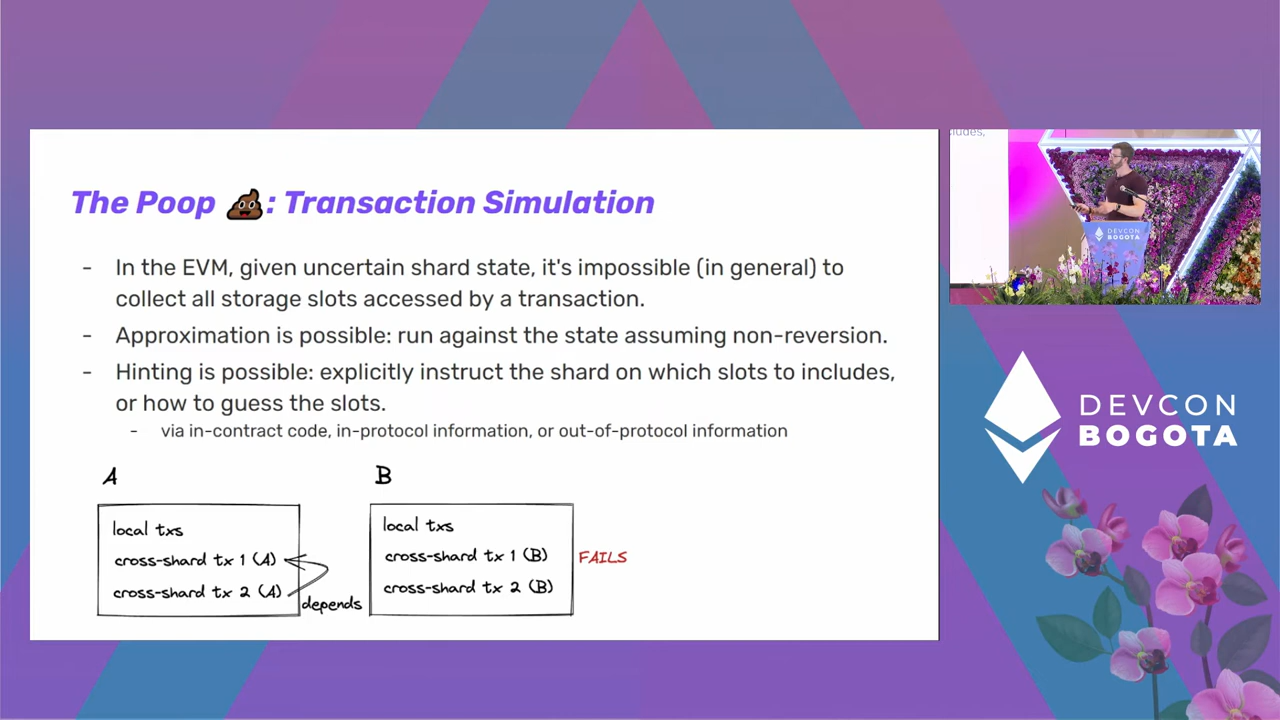 The Poop 💩: Transaction Simulation
- In the EVM, given uncertain shard state, it's impossible (in general) to
collect all storage slots accessed by a transaction.
- Approximation is possible: run against the state assuming non-reversion.
- Hinting is possible: explicitly instruct the shard on which slots to includes,
or how to guess the slots.
- via in-contract code, in-protocol information, or out-of-protocol information
A
local txs
cross-shard tx 1 (A)
cross-shard tx 2 (A)
depends
B
local txs
cross-shard tx 1 (B)
cross-shard tx 2 (B)
FAILS
ludes,
DEVCON
BOGOTA
DEVCON
BOGOTA